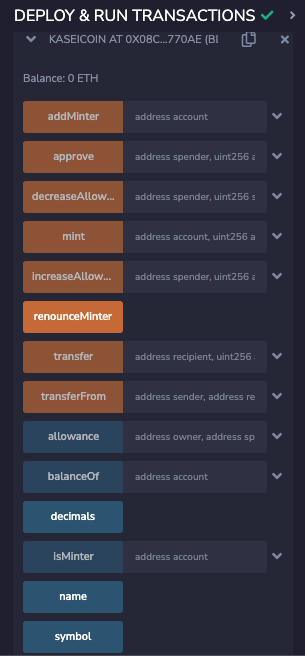 DEPLOY & RUN TRANSACTIONS
KASEICOIN AT 0X08C...770AE (BL
Balance: 0 ETH
addMinter address account
approve address spender, uint256 a
decreaseAllow... address spender, uint256 s
mint address account, uint256 a
increaseAllow... address spender, uint256 a
renounceMinter
transfer address recipient, uint256
transferFrom address sender, address re
allowance address owner, address sp
balanceOf address account
decimals
isMinter address account
name
symbol